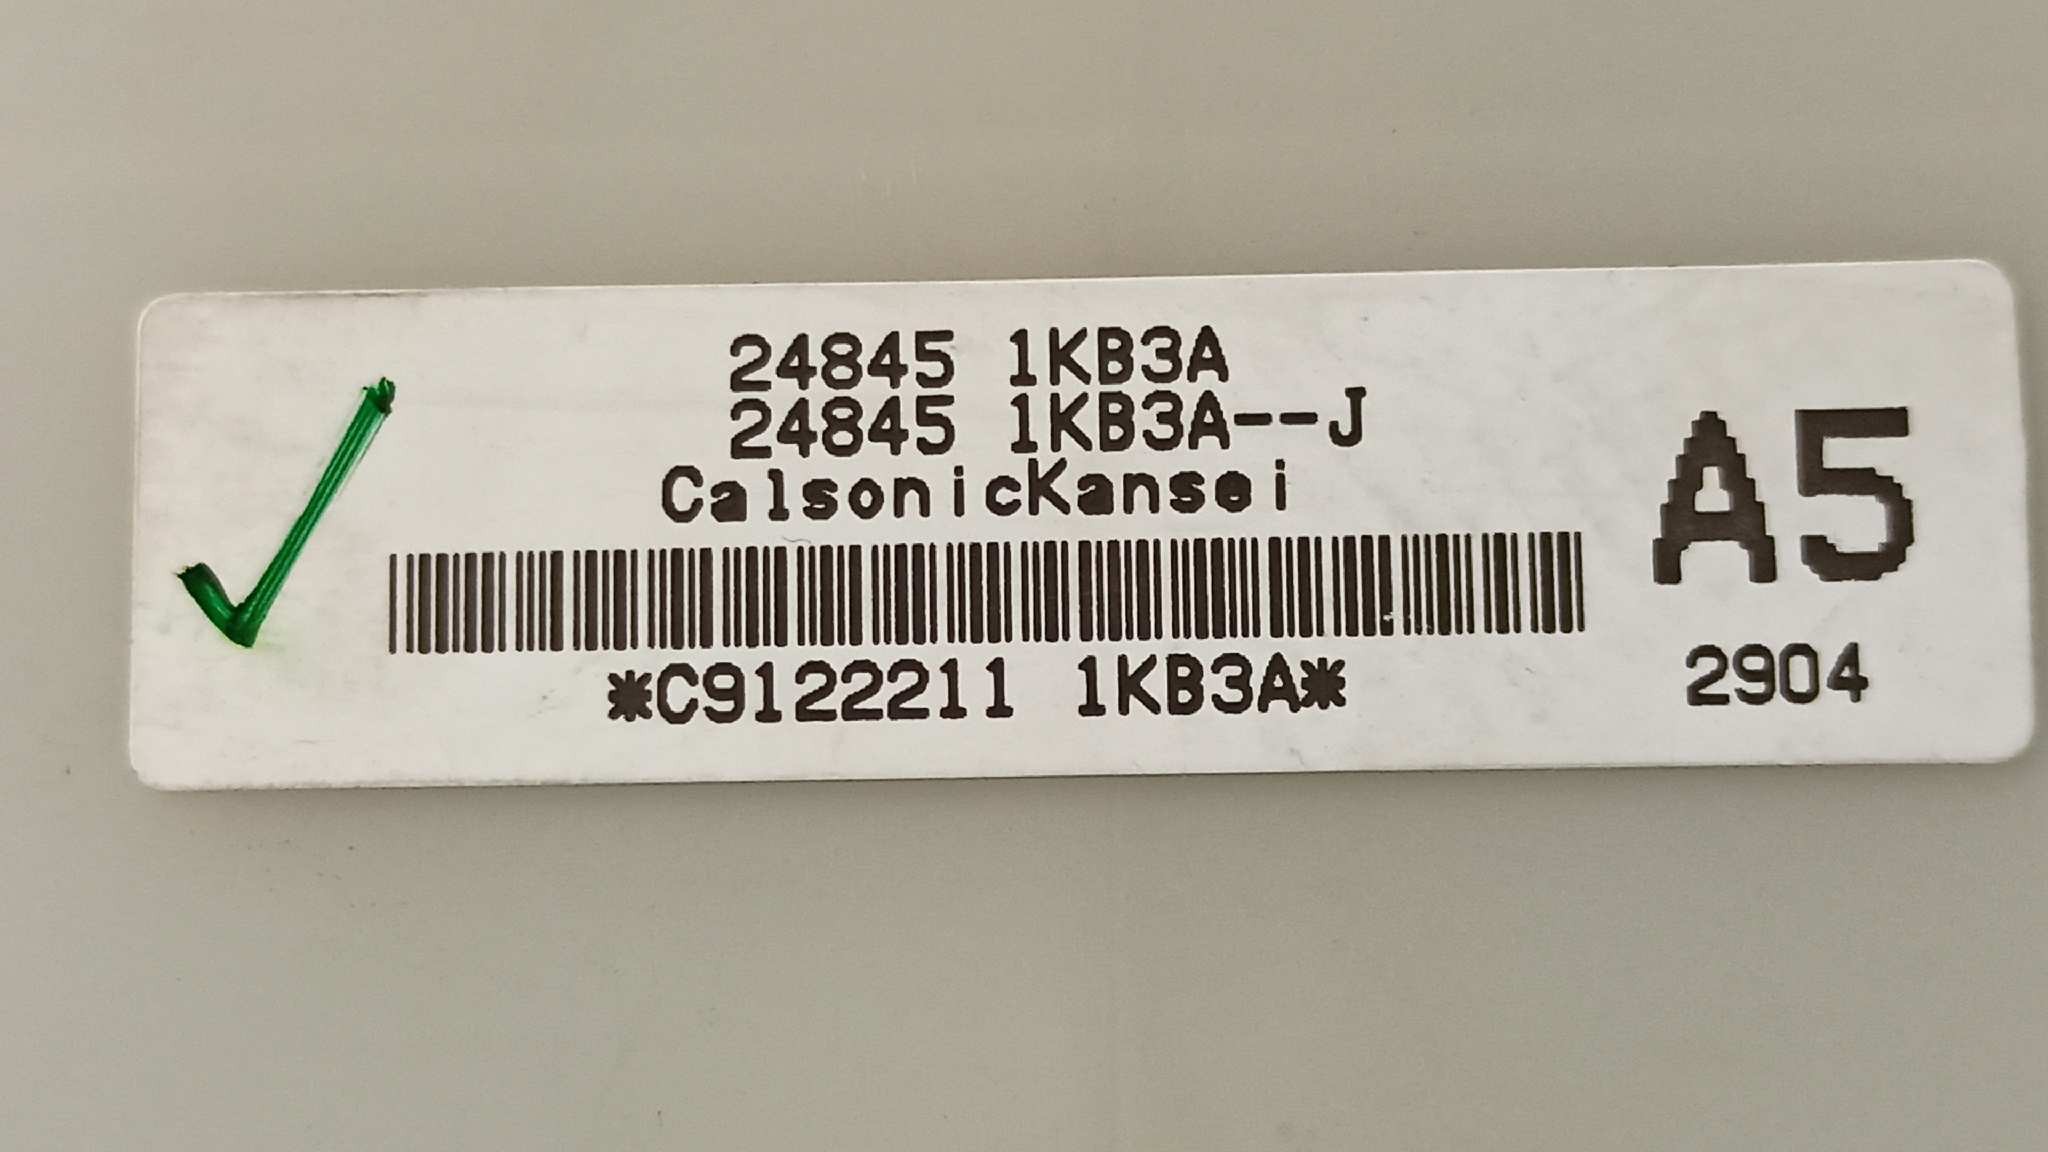 24845 1KB3A
24845 1KB3A--J
CalsonicKansei
*C9122211 1KB3A*
A5
2904